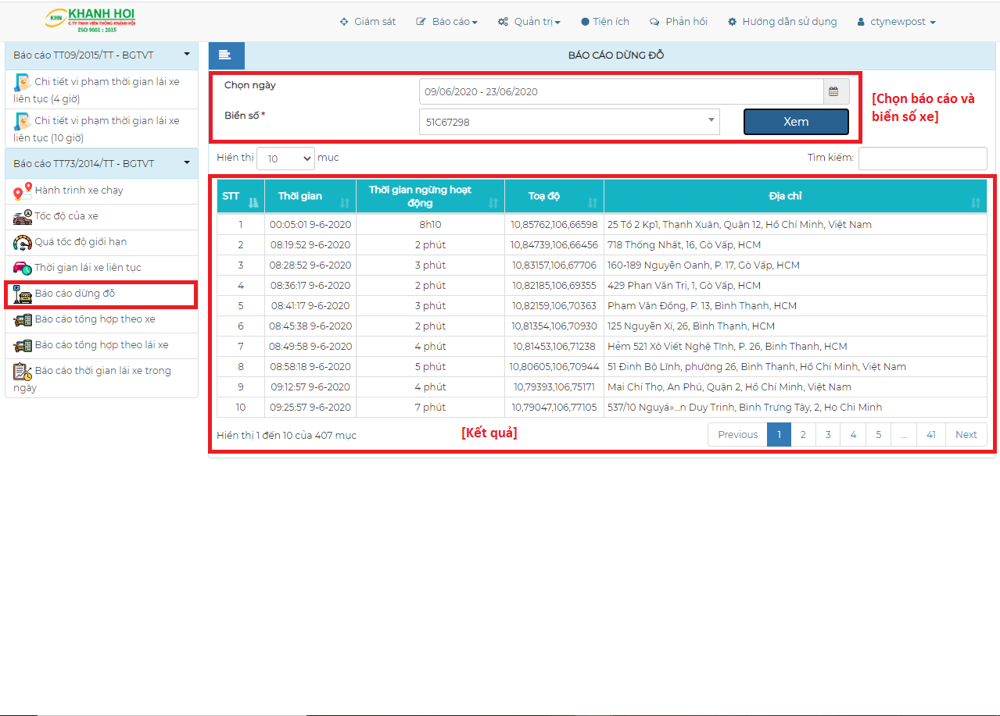 KHN KHANH HOI
C.TY TNHH VIỄN THÔNG KHÁNH HỘI
ISO 9001 : 2015
Giám sát Báo cáo Quản trị Tiện ích Phản hồi Hướng dẫn sử dụng ctynewpost
Báo cáo TT09/2015/TT - BGTVT
Chi tiết vi phạm thời gian lái xe
liên tục (4 giờ)
Chi tiết vi phạm thời gian lái xe
liên tục (10 giờ)
Báo cáo TT73/2014/TT - BGTVT
Hành trình xe chạy
Tốc độ của xe
Quá tốc độ giới hạn
Thời gian lái xe liên tục
Báo cáo dừng đỗ
Báo cáo tổng hợp theo xe
Báo cáo tổng hợp theo lái xe
Báo cáo thời gian lái xe trong
ngày
BÁO CÁO DỪNG ĐỖ
Chọn ngày 09/06/2020 - 23/06/2020
Biển số * 51C67298 Xem
[Chọn báo cáo và
biển số xe]
Hiển thị 10 mục Tìm kiếm:
STT Thời gian Thời gian ngừng hoạt động Toạ độ Địa chỉ
1 00:05:01 9-6-2020 8h10 10,85762,106,66598 25 Tổ 2 Kp1, Thạnh Xuân, Quận 12, Hồ Chí Minh, Việt Nam
2 08:19:52 9-6-2020 2 phút 10,84739,106,66456 718 Thống Nhất, 16, Gò Vấp, HCM
3 08:28:52 9-6-2020 3 phút 10,83157,106,67706 160-189 Nguyễn Oanh, P. 17, Gò Vấp, HCM
4 08:36:17 9-6-2020 2 phút 10,82185,106,69355 429 Phan Văn Trị, 1, Gò Vấp, HCM
5 08:41:17 9-6-2020 3 phút 10,82159,106,70363 Phạm Văn Đồng, P. 13, Bình Thạnh, HCM
6 08:45:38 9-6-2020 2 phút 10,81354,106,70930 125 Nguyễn Xí, 26, Bình Thạnh, HCM
7 08:49:58 9-6-2020 4 phút 10,81453,106,71238 Hẻm 521 Xô Viết Nghệ Tĩnh, P. 26, Bình Thạnh, HCM
8 08:58:18 9-6-2020 5 phút 10,80605,106,70944 51 Đinh Bộ Lĩnh, phường 26, Bình Thạnh, Hồ Chí Minh, Việt Nam
9 09:12:57 9-6-2020 4 phút 10,79393,106,75171 Mai Chí Thọ, An Phú, Quận 2, Hồ Chí Minh, Việt Nam
10 09:25:57 9-6-2020 7 phút 10,79047,106,77105 537/10 Nguyá»…n Duy Trinh, Bình Trưng Tây, 2, Ho Chi Minh
Hiển thị 1 đến 10 của 407 mục [Kết quả] Previous 1 2 3 4 5 ... 41 Next